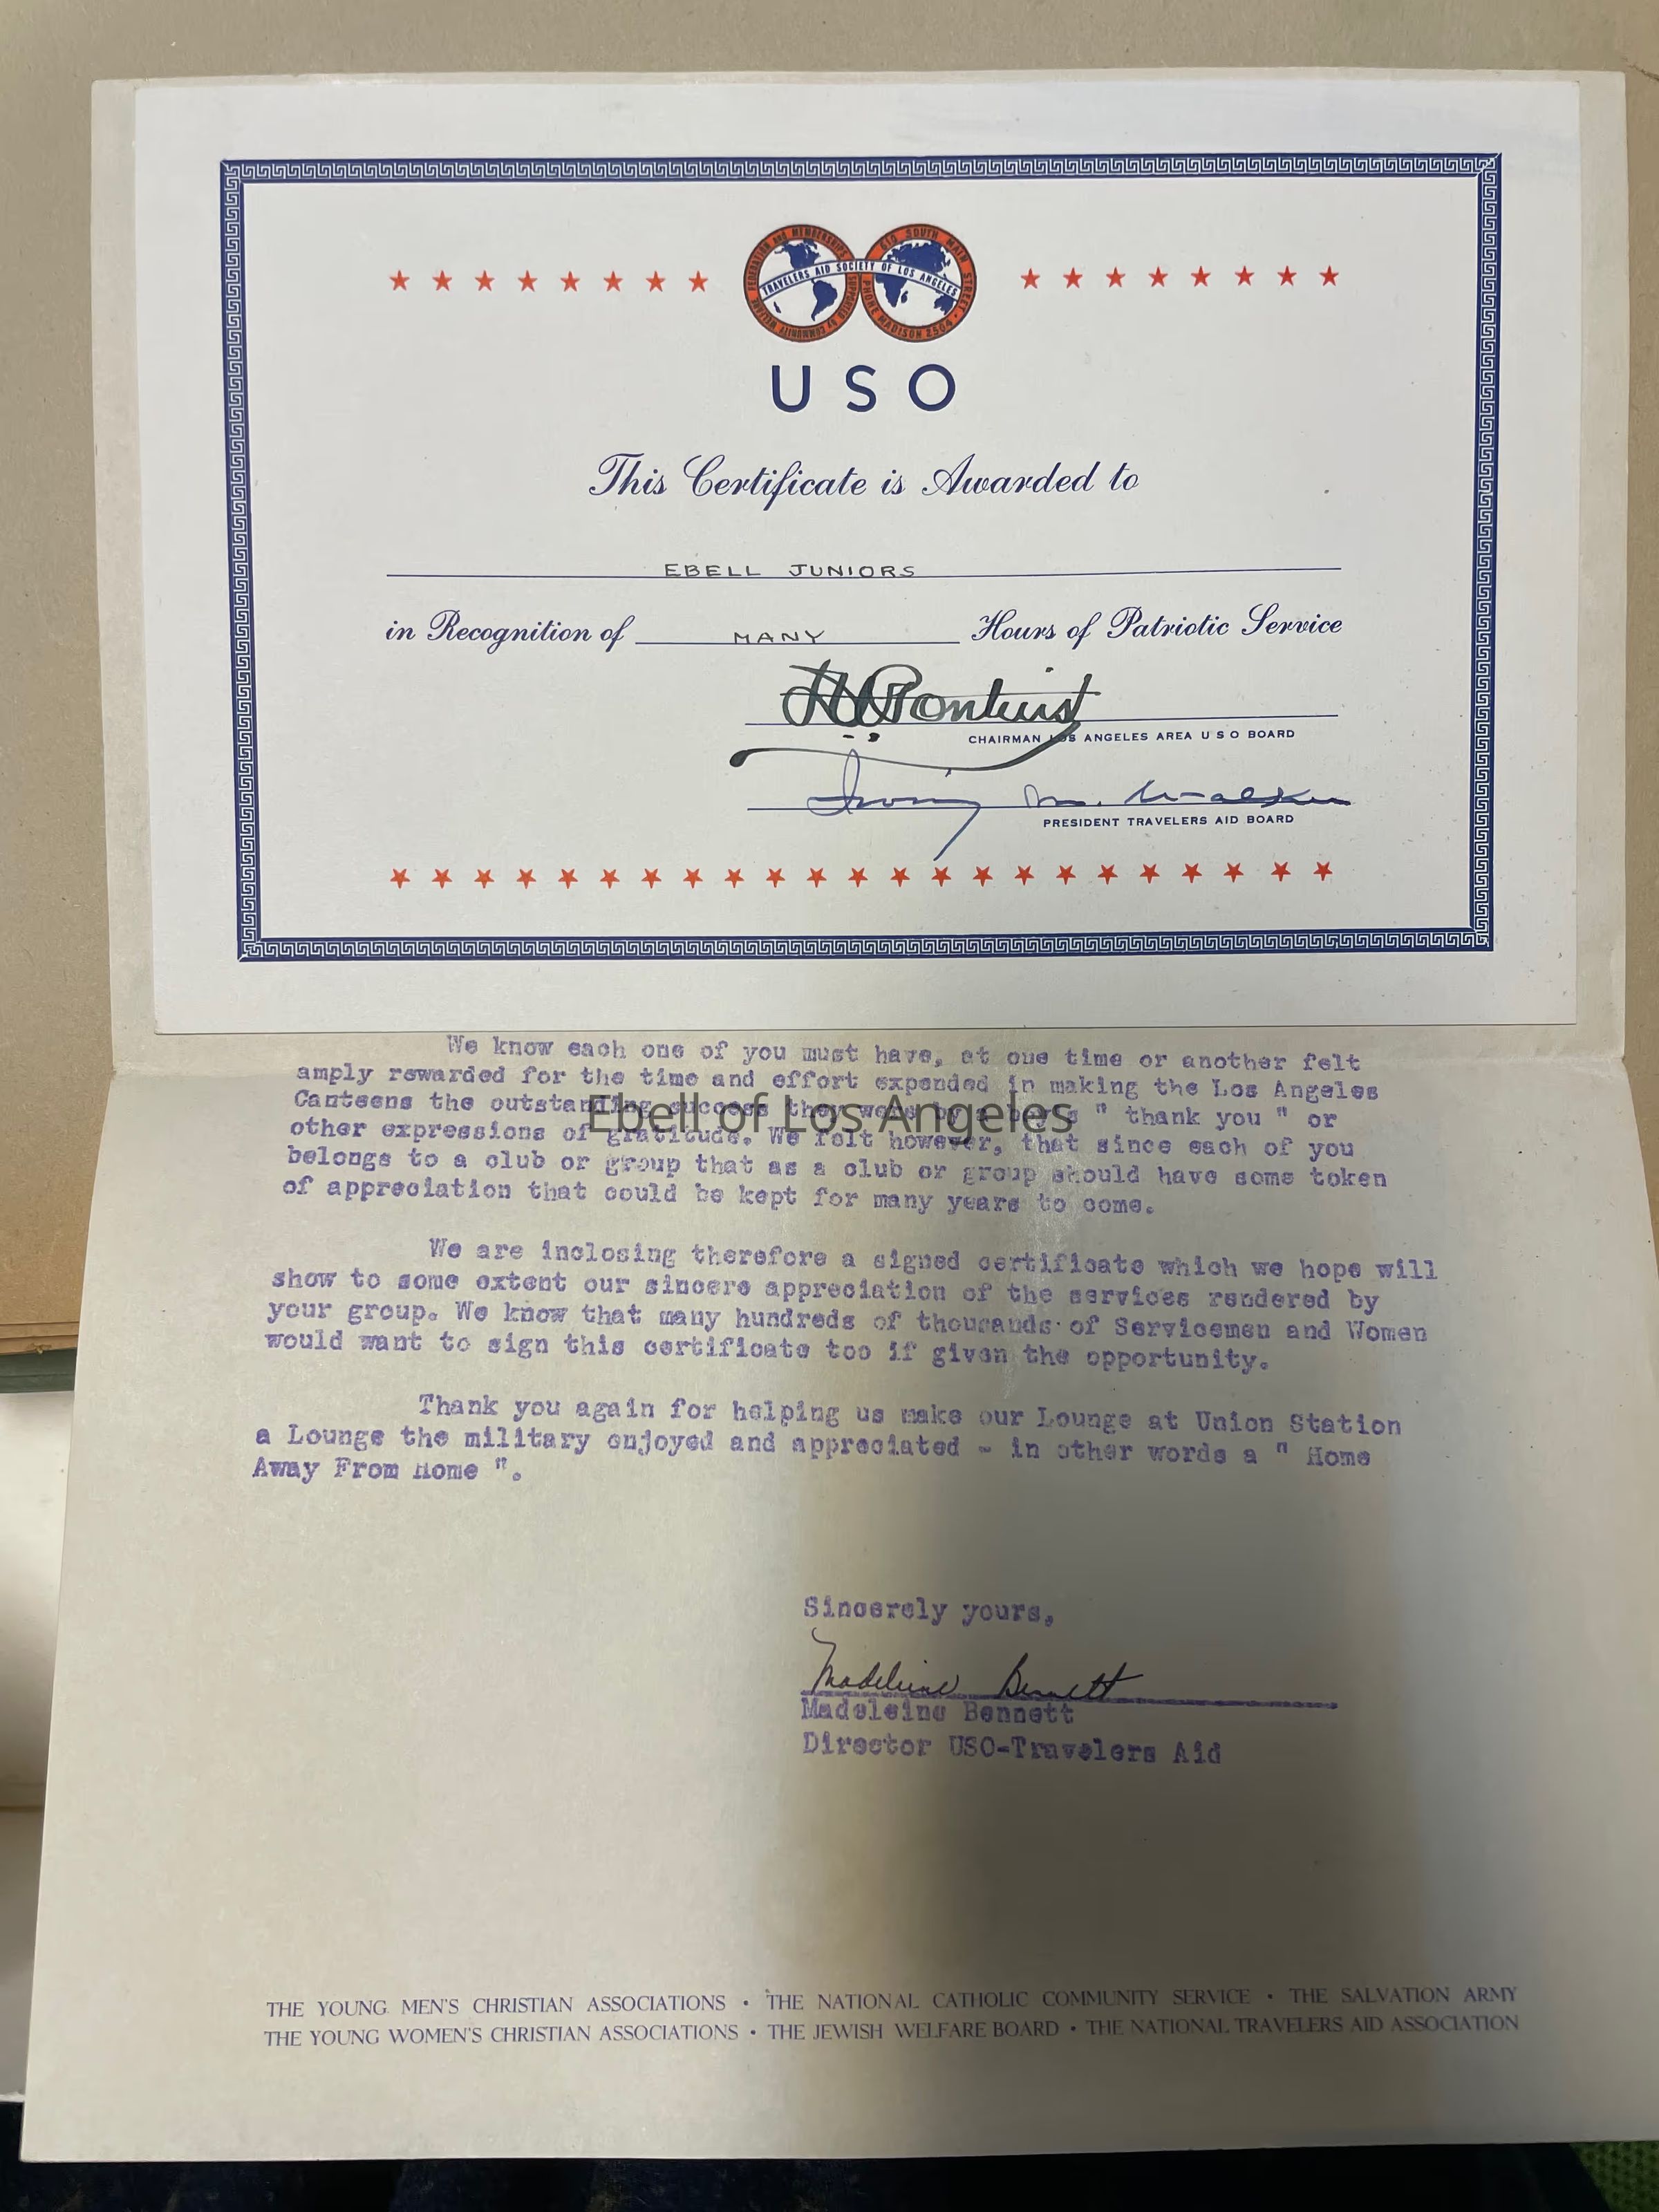 FEDERATION and MEMBERSHIPS
SUPPORTED BY COMMUNITY WELFARE
TRAVELERS AID SOCIETY OF LOS ANGELES
SOUTH MAIN STREET • PHONE MADISON 2504 •
USO
This Certificate is Awarded to
EBELL JUNIORS
in Recognition of MANY Hours of Patriotic Service
CHAIRMAN LOS ANGELES AREA U S O BOARD
Irving M. Walker
PRESIDENT TRAVELERS AID BOARD
We know each one of you must have, at one time or another felt
amply rewarded for the time and effort expended in making the Los Angeles
Canteens the outstanding success they were by a boy's " thank you " or
other expressions of gratitude. We felt however, that since each of you
belongs to a club or group that as a club or group should have some token
of appreciation that could be kept for many years to come.
Ebell of Los Angeles
We are inclosing therefore a signed certificate which we hope will
show to some extent our sincere appreciation of the services rendered by
your group. We know that many hundreds of thousands of Servicemen and Women
would want to sign this certificate too if given the opportunity.
Thank you again for helping us make our Lounge at Union Station
a Lounge the military enjoyed and appreciated - in other words a " Home
Away From Home ".
Sincerely yours,
Madeleine Bennett
Madeleine Bennett
Director USO-Travelers Aid
THE YOUNG MEN'S CHRISTIAN ASSOCIATIONS • THE NATIONAL CATHOLIC COMMUNITY SERVICE • THE SALVATION ARMY
THE YOUNG WOMEN'S CHRISTIAN ASSOCIATIONS • THE JEWISH WELFARE BOARD • THE NATIONAL TRAVELERS AID ASSOCIATION